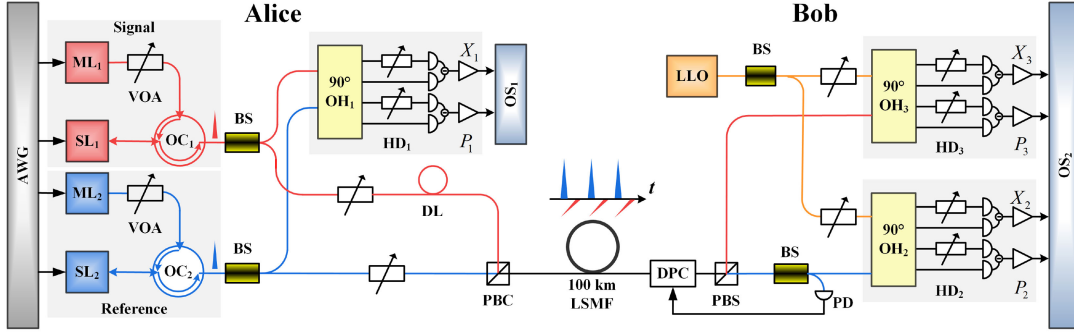 Alice
Bob
Signal
ML₁
VOA
SL₁
OC₁
BS
90°
OH₁
X₁
P₁
HD₁
OS₁
AWG
ML₂
VOA
SL₂
OC₂
BS
Reference
DL
PBC
t
100 km
LSMF
LLO
BS
90°
OH₃
X₃
P₃
HD₃
OS₂
DPC
PBS
BS
PD
90°
OH₂
X₂
P₂
HD₂